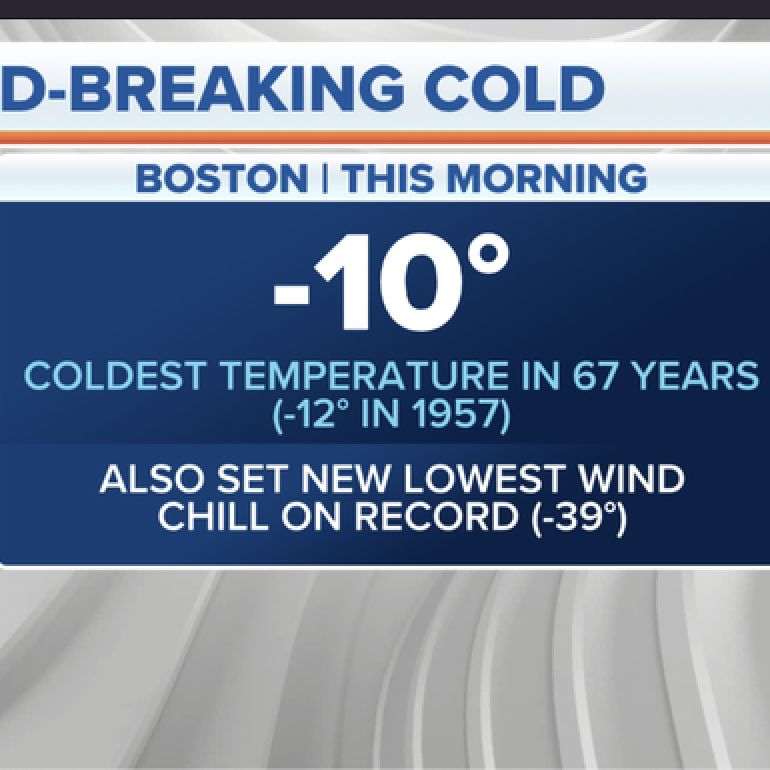 D-BREAKING COLD
BOSTON | THIS MORNING
-10°
COLDEST TEMPERATURE IN 67 YEARS
(-12° IN 1957)
ALSO SET NEW LOWEST WIND
CHILL ON RECORD (-39°)